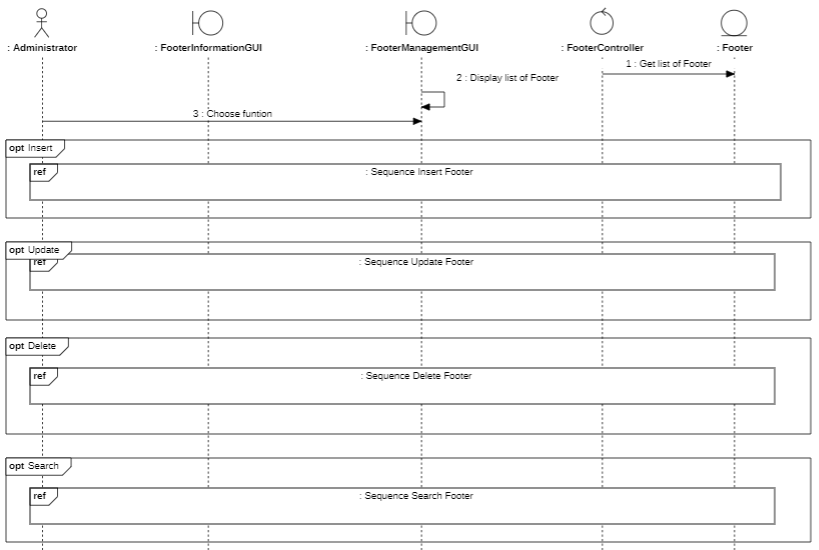 : Administrator
: FooterInformationGUI
: FooterManagementGUI
: FooterController
: Footer
1 : Get list of Footer
2 : Display list of Footer
3 : Choose funtion
opt Insert
ref
: Sequence Insert Footer
opt Update
ref
: Sequence Update Footer
opt Delete
ref
: Sequence Delete Footer
opt Search
ref
: Sequence Search Footer